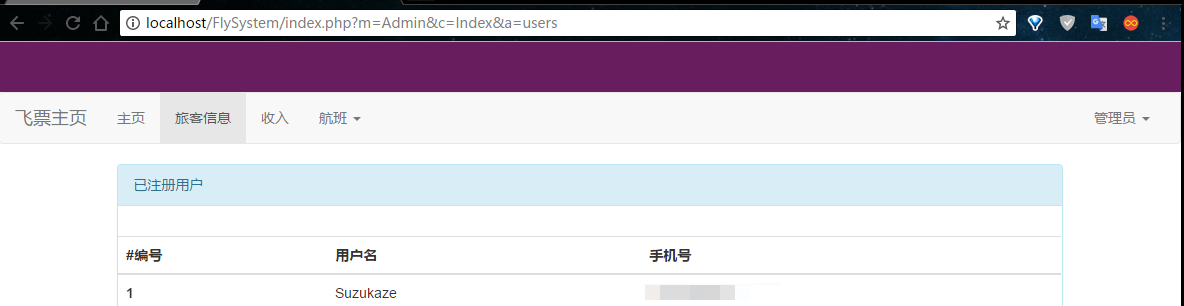 localhost/FlySystem/index.php?m=Admin&c=Index&a=users
飞票主页 主页 旅客信息 收入 航班 管理员
已注册用户
#编号 用户名 手机号
1 Suzukaze